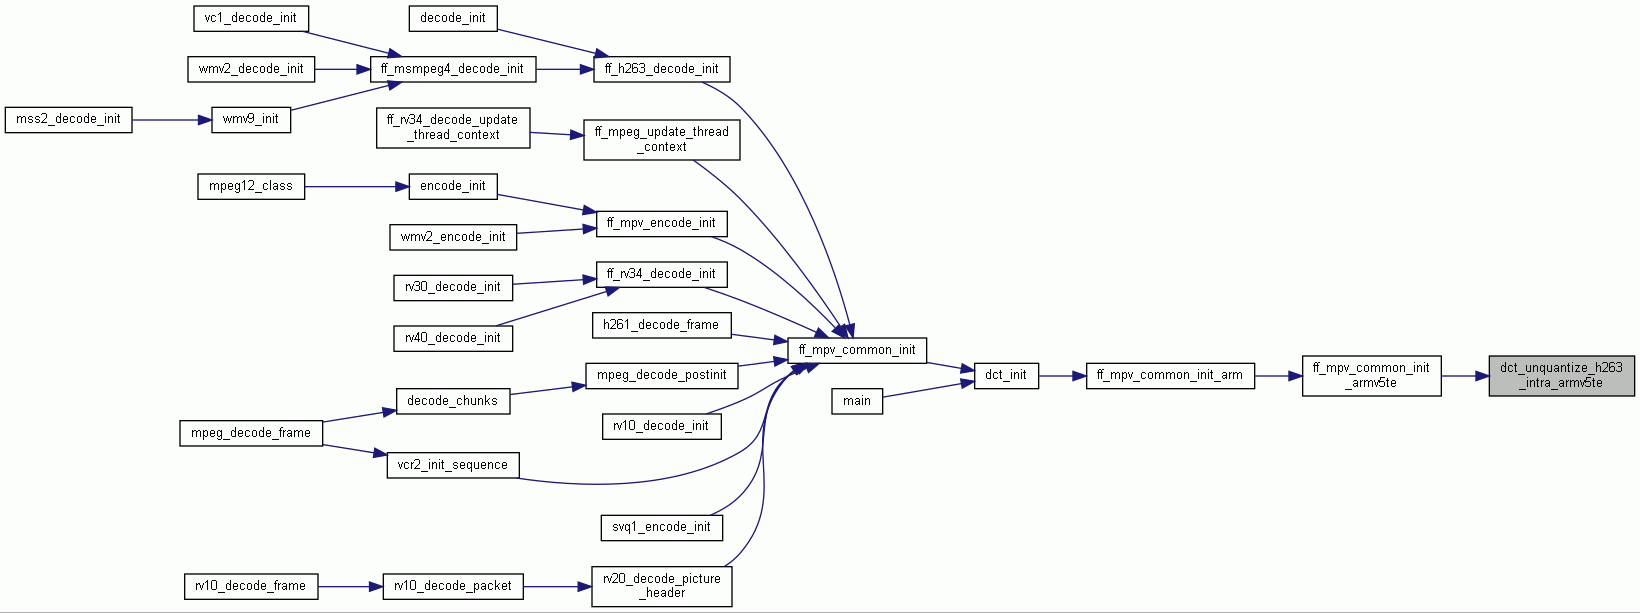 vc1_decode_init
decode_init
wmv2_decode_init
ff_msmpeg4_decode_init
ff_h263_decode_init
mss2_decode_init
wmv9_init
ff_rv34_decode_update
_thread_context
ff_mpeg_update_thread
_context
mpeg12_class
encode_init
ff_mpv_encode_init
wmv2_encode_init
ff_rv34_decode_init
rv30_decode_init
h261_decode_frame
rv40_decode_init
ff_mpv_common_init
mpeg_decode_postinit
dct_init
ff_mpv_common_init_arm
ff_mpv_common_init
_armv5te
dct_unquantize_h263
_intra_armv5te
decode_chunks
main
rv10_decode_init
mpeg_decode_frame
vcr2_init_sequence
svq1_encode_init
rv10_decode_frame
rv10_decode_packet
rv20_decode_picture
_header